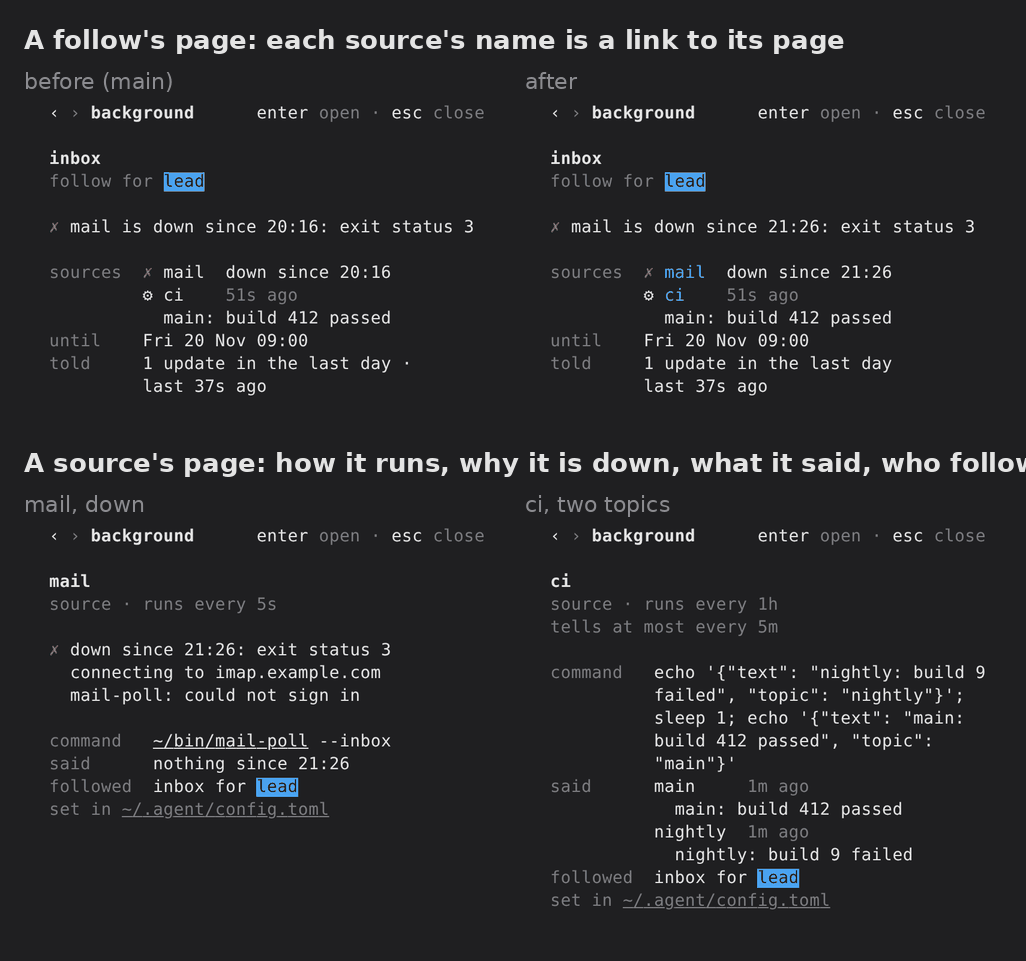 A follow's page: each source's name is a link to its page
before (main)
‹ › background enter open · esc close
inbox
follow for lead
✗ mail is down since 20:16: exit status 3
sources ✗ mail down since 20:16
⚙ ci 51s ago
main: build 412 passed
until Fri 20 Nov 09:00
told 1 update in the last day ·
last 37s ago
after
‹ › background enter open · esc close
inbox
follow for lead
✗ mail is down since 21:26: exit status 3
sources ✗ mail down since 21:26
⚙ ci 51s ago
main: build 412 passed
until Fri 20 Nov 09:00
told 1 update in the last day
last 37s ago
A source's page: how it runs, why it is down, what it said, who follow
mail, down
‹ › background enter open · esc close
mail
source · runs every 5s
✗ down since 21:26: exit status 3
connecting to imap.example.com
mail-poll: could not sign in
command ~/bin/mail-poll --inbox
said nothing since 21:26
followed inbox for lead
set in ~/.agent/config.toml
ci, two topics
‹ › background enter open · esc close
ci
source · runs every 1h
tells at most every 5m
command echo '{"text": "nightly: build 9
failed", "topic": "nightly"}';
sleep 1; echo '{"text": "main:
build 412 passed", "topic":
"main"}'
said main 1m ago
main: build 412 passed
nightly 1m ago
nightly: build 9 failed
followed inbox for lead
set in ~/.agent/config.toml